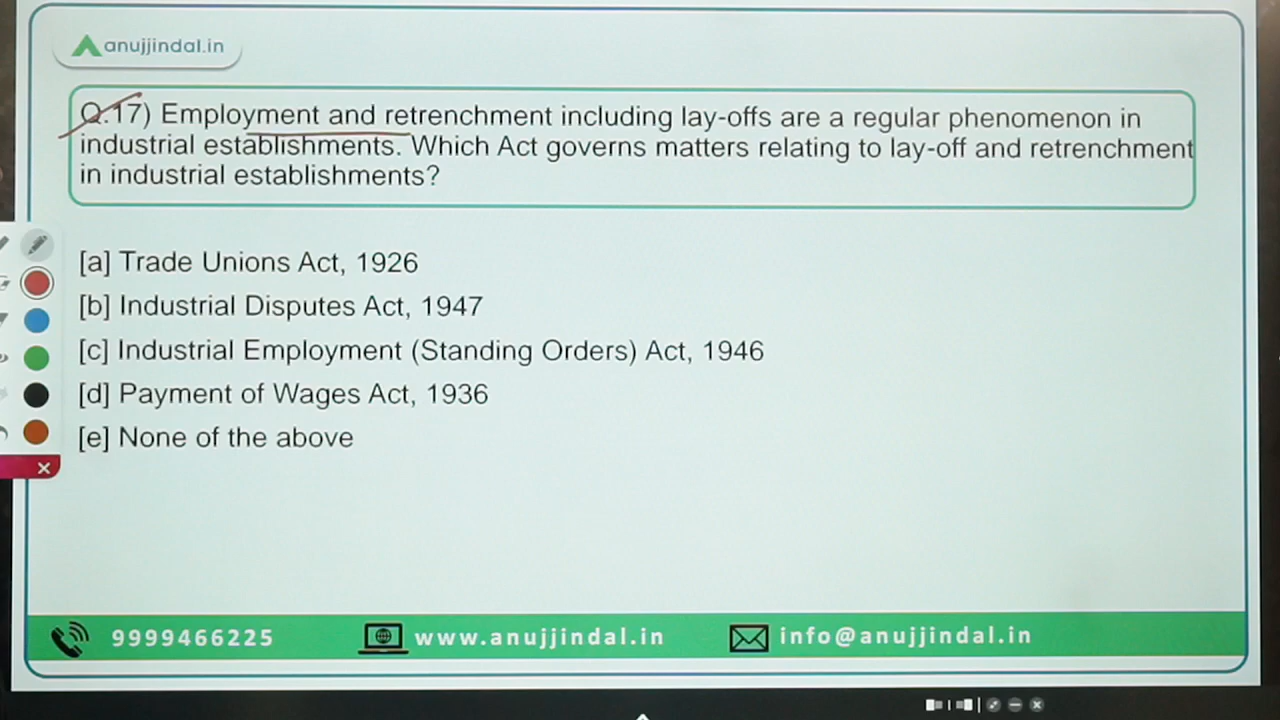 anujjindal.in
Q.17) Employment and retrenchment including lay-offs are a regular phenomenon in
industrial establishments. Which Act governs matters relating to lay-off and retrenchment
in industrial establishments?
[a] Trade Unions Act, 1926
[b] Industrial Disputes Act, 1947
[c] Industrial Employment (Standing Orders) Act, 1946
[d] Payment of Wages Act, 1936
[e] None of the above
9999466225 www.anujjindal.in info@anujjindal.in